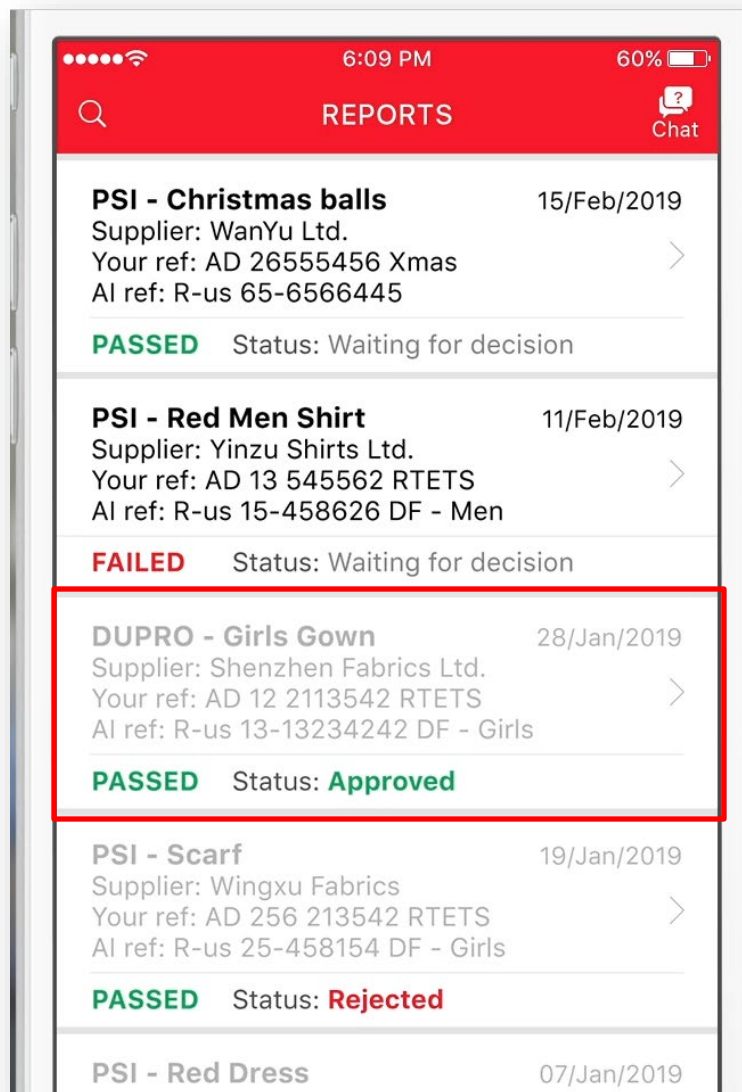 6:09 PM
60%
REPORTS
?
Chat
PSI - Christmas balls 15/Feb/2019
Supplier: WanYu Ltd.
Your ref: AD 26555456 Xmas
AI ref: R-us 65-6566445
PASSED Status: Waiting for decision
PSI - Red Men Shirt 11/Feb/2019
Supplier: Yinzu Shirts Ltd.
Your ref: AD 13 545562 RTETS
AI ref: R-us 15-458626 DF - Men
FAILED Status: Waiting for decision
DUPRO - Girls Gown 28/Jan/2019
Supplier: Shenzhen Fabrics Ltd.
Your ref: AD 12 2113542 RTETS
AI ref: R-us 13-13234242 DF - Girls
PASSED Status: Approved
PSI - Scarf 19/Jan/2019
Supplier: Wingxu Fabrics
Your ref: AD 256 213542 RTETS
AI ref: R-us 25-458154 DF - Girls
PASSED Status: Rejected
PSI - Red Dress 07/Jan/2019